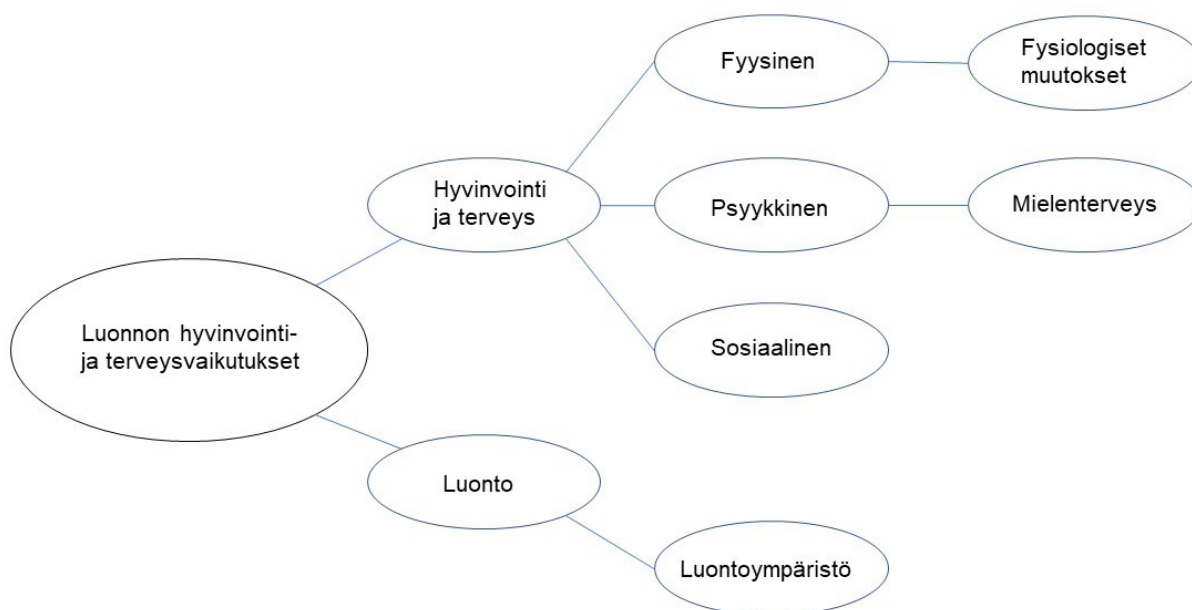 Fyysinen
Fysiologiset
muutokset
Hyvinvointi
ja terveys
Psyykkinen
Mielenterveys
Luonnon hyvinvointi-
ja terveysvaikutukset
Sosiaalinen
Luonto
Luontoympäristö